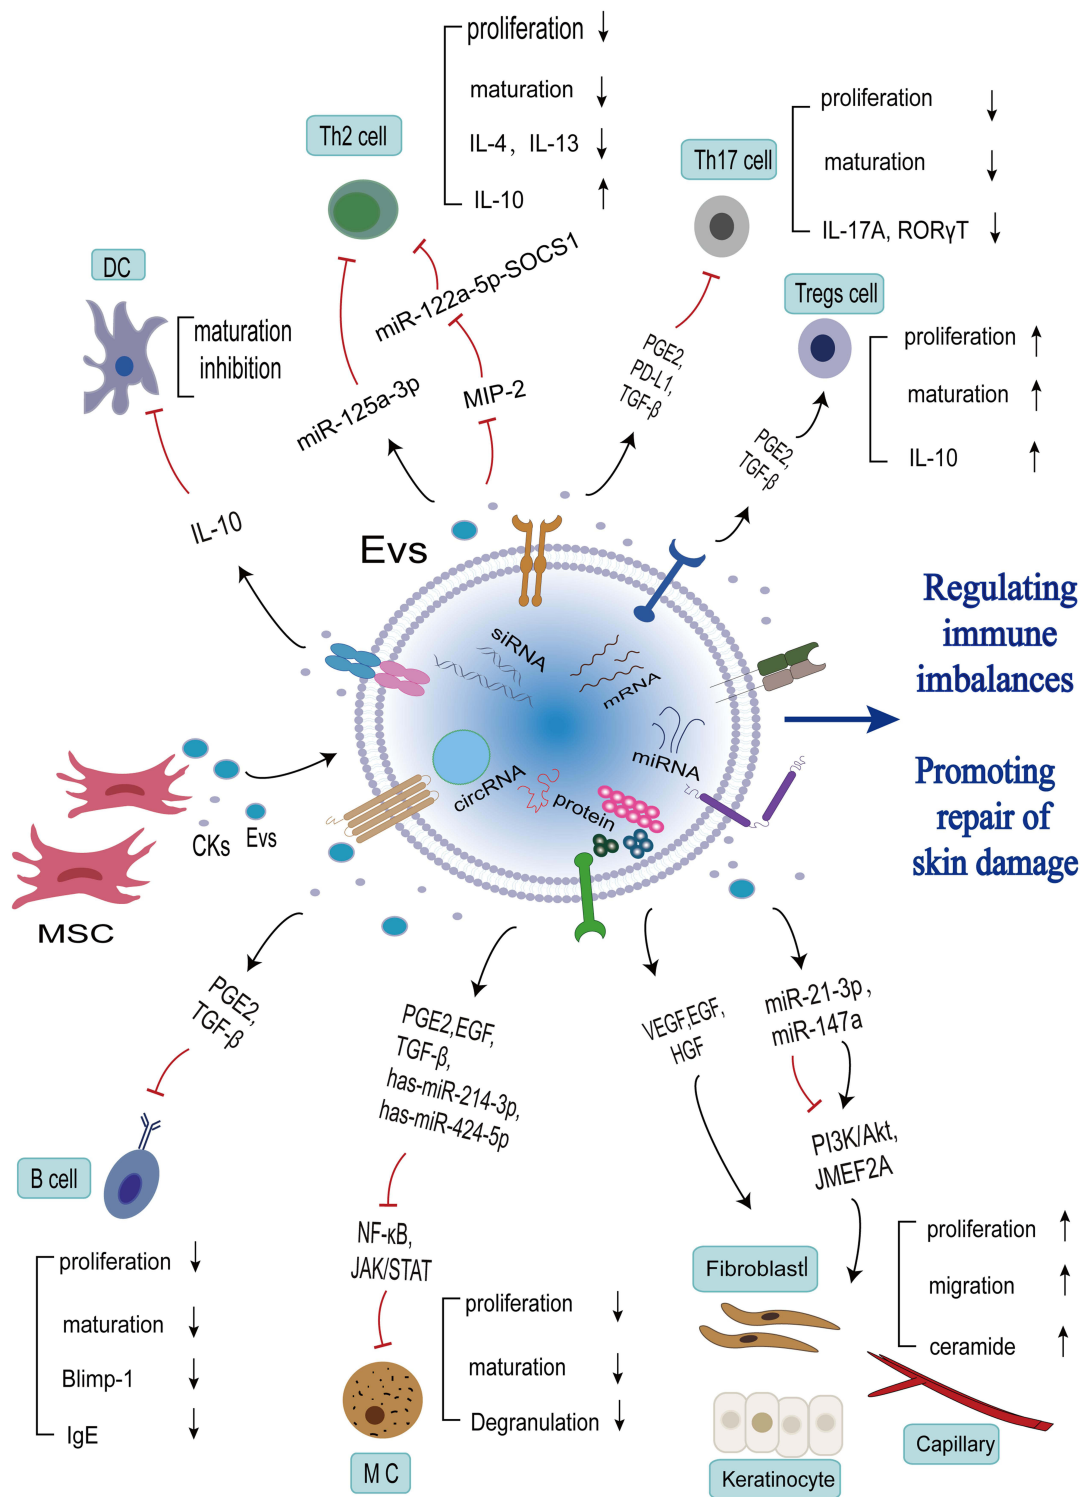 proliferation
maturation
IL-4, IL-13
IL-10
Th2 cell
Th17 cell
proliferation
maturation
IL-17A, RORγT
DC
maturation
inhibition
Tregs cell
proliferation
maturation
IL-10
miR-122a-5p-SOCS1
miR-125a-3p
MIP-2
PGE2,
PD-L1,
TGF-β
PGE2,
TGF-β
IL-10
Evs
siRNA
mRNA
miRNA
circRNA
protein
Regulating
immune
imbalances
Promoting
repair of
skin damage
CKs
Evs
MSC
PGE2,
TGF-β
PGE2,EGF,
TGF-β,
has-miR-214-3p,
has-miR-424-5p
VEGF,EGF,
HGF
miR-21-3p,
miR-147a
PI3K/Akt,
JMEF2A
B cell
proliferation
maturation
Blimp-1
IgE
NF-κB,
JAK/STAT
proliferation
maturation
Degranulation
M C
Fibroblastl
proliferation
migration
ceramide
Capillary
Keratinocyte